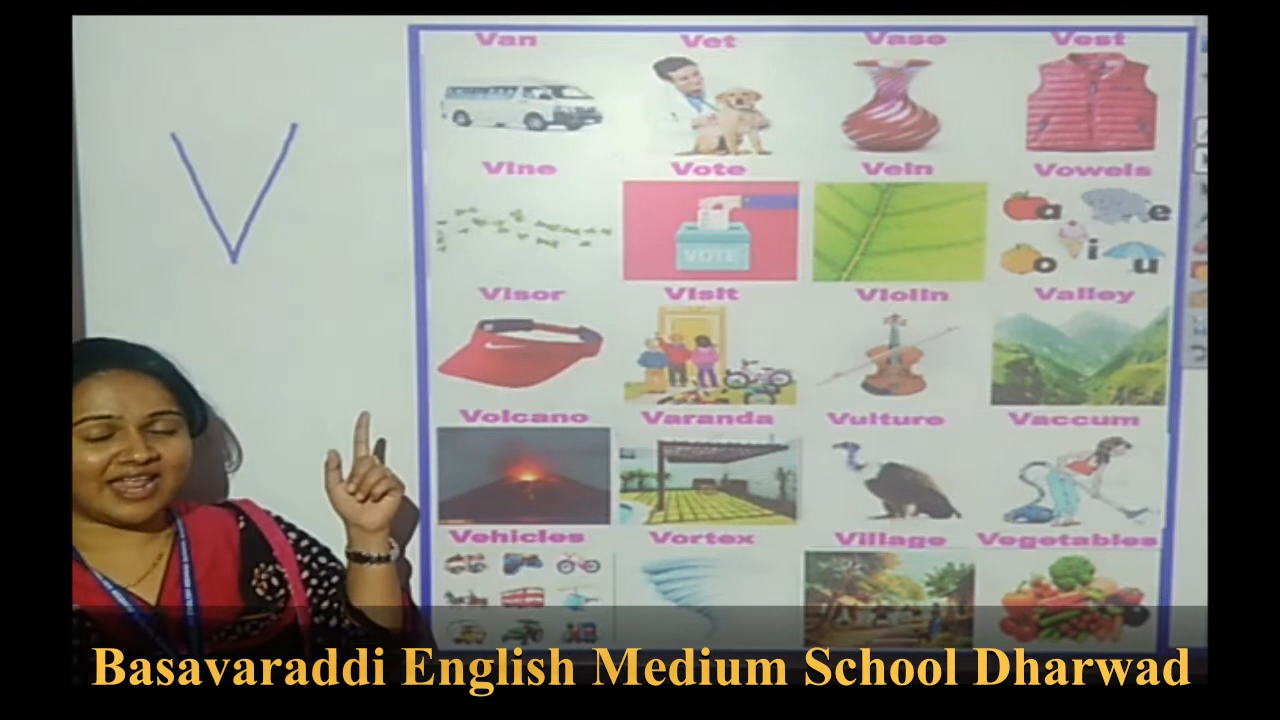 V
Van Vet Vase Vest
Vine Vote Vein Vowels
VOTE
a e
o i u
Visor Visit Violin Valley
Volcano Varanda Vulture Vaccum
Vehicles Vortex Village Vegetables
Basavaraddi English Medium School Dharwad